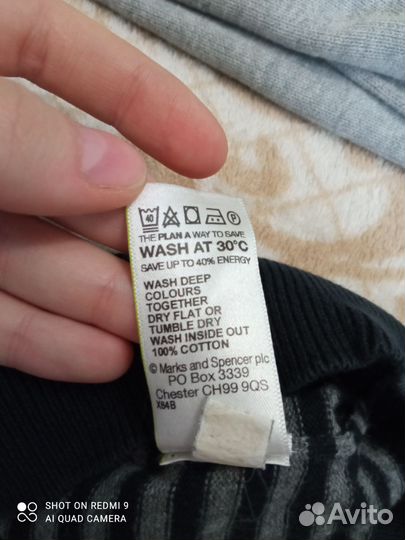 40 P
THE PLAN A WAY TO SAVE
WASH AT 30°C
SAVE UP TO 40% ENERGY
WASH DEEP
COLOURS
TOGETHER
DRY FLAT OR
TUMBLE DRY
WASH INSIDE OUT
100% COTTON
© Marks and Spencer plc
PO Box 3339
Chester CH99 9QS
X64B
SHOT ON REDMI 9
AI QUAD CAMERA
Avito